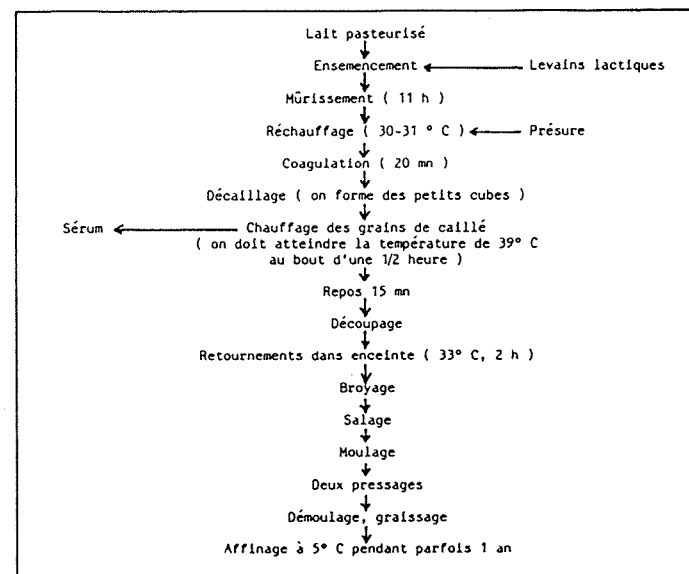 Lait pasteurisé
Ensemencement Levains lactiques
Mûrissement ( 11 h )
Réchauffage ( 30-31 ° C ) Présure
Coagulation ( 20 mn )
Décaillage ( on forme des petits cubes )
Sérum Chauffage des grains de caillé
( on doit atteindre la température de 39° C
au bout d'une 1/2 heure )
Repos 15 mn
Découpage
Retournements dans enceinte ( 33° C, 2 h )
Broyage
Salage
Moulage
Deux pressages
Démoulage, graissage
Affinage à 5° C pendant parfois 1 an